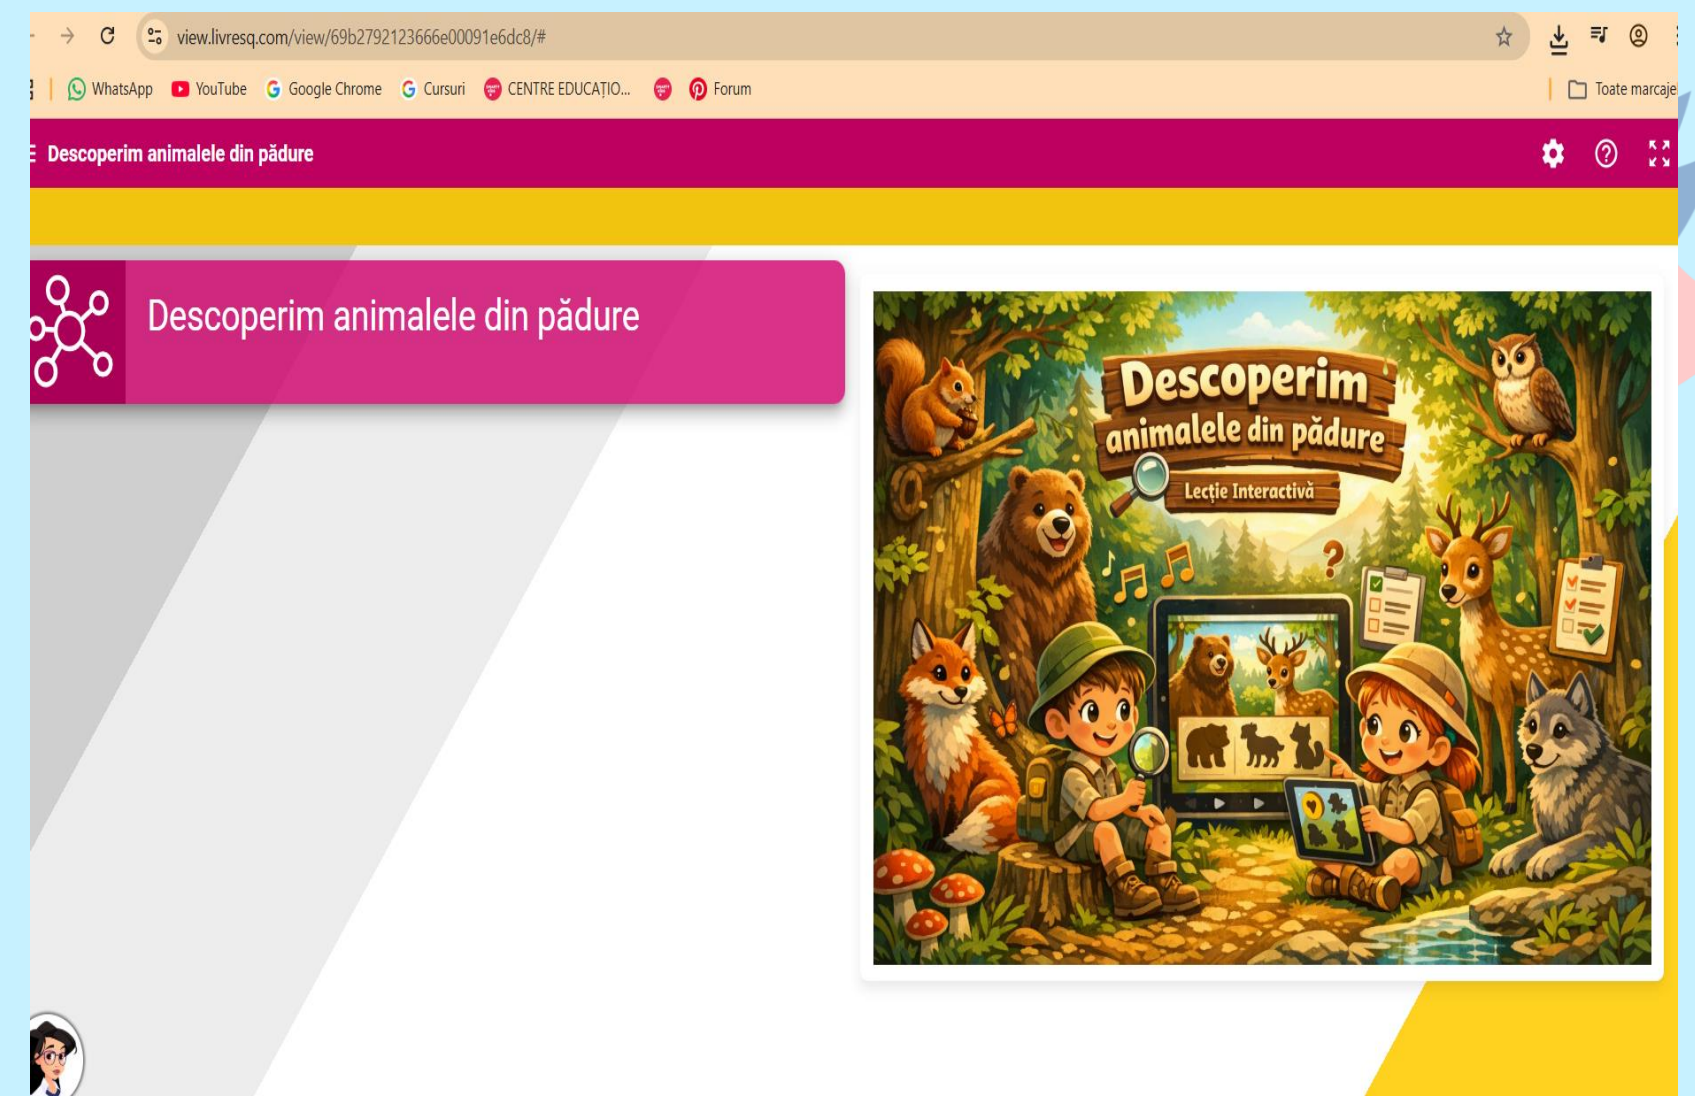 view.livresq.com/view/69b2792123666e00091e6dc8/#
WhatsApp YouTube Google Chrome Cursuri CENTRE EDUCAȚIO... Forum Toate marcajel
Descoperim animalele din pădure
Descoperim animalele din pădure
Descoperim
animalele din pădure
Lecție Interactivă